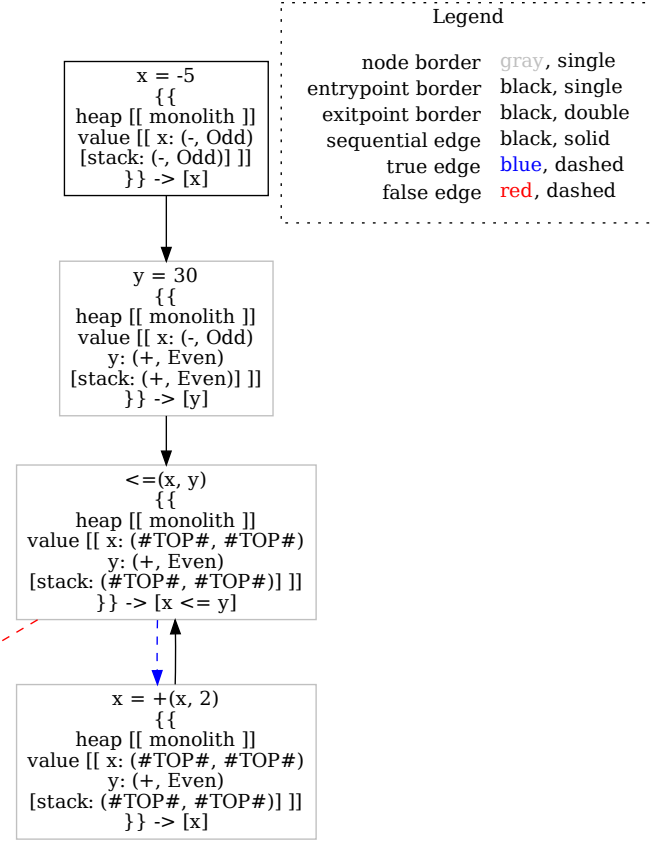 Legend
node border gray, single
entrypoint border black, single
exitpoint border black, double
sequential edge black, solid
true edge blue, dashed
false edge red, dashed
x = -5
{{
heap [[ monolith ]]
value [[ x: (-, Odd)
[stack: (-, Odd)] ]]
}} -> [x]
y = 30
{{
heap [[ monolith ]]
value [[ x: (-, Odd)
y: (+, Even)
[stack: (+, Even)] ]]
}} -> [y]
<=(x, y)
{{
heap [[ monolith ]]
value [[ x: (#TOP#, #TOP#)
y: (+, Even)
[stack: (#TOP#, #TOP#)] ]]
}} -> [x <= y]
x = +(x, 2)
{{
heap [[ monolith ]]
value [[ x: (#TOP#, #TOP#)
y: (+, Even)
[stack: (#TOP#, #TOP#)] ]]
}} -> [x]